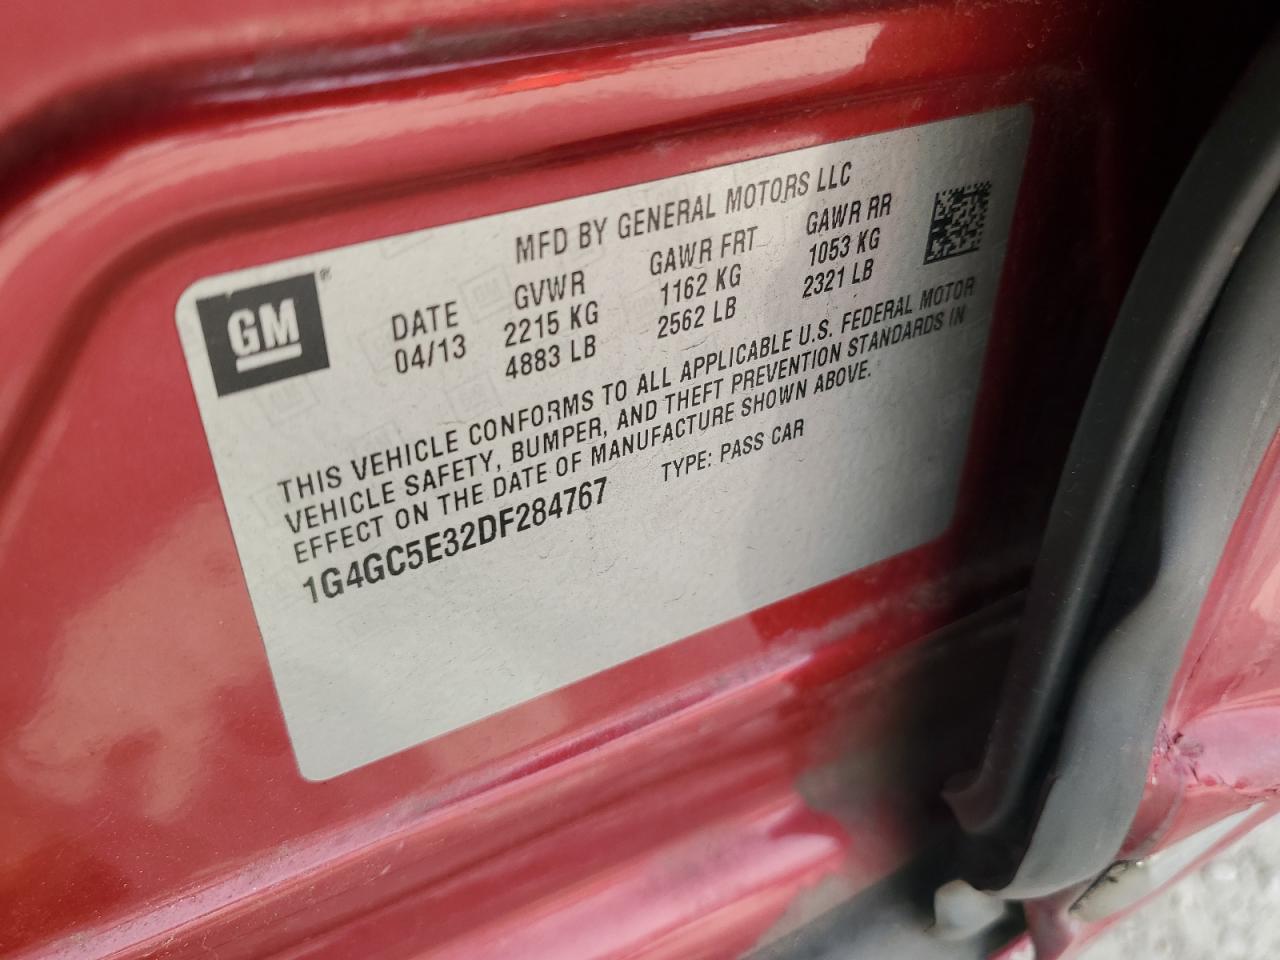 GM®
MFD BY GENERAL MOTORS LLC
DATE GVWR GAWR FRT GAWR RR
04/13 2215 KG 1162 KG 1053 KG
4883 LB 2562 LB 2321 LB
THIS VEHICLE CONFORMS TO ALL APPLICABLE U.S. FEDERAL MOTOR
VEHICLE SAFETY, BUMPER, AND THEFT PREVENTION STANDARDS IN
EFFECT ON THE DATE OF MANUFACTURE SHOWN ABOVE.
1G4GC5E32DF284767 TYPE: PASS CAR